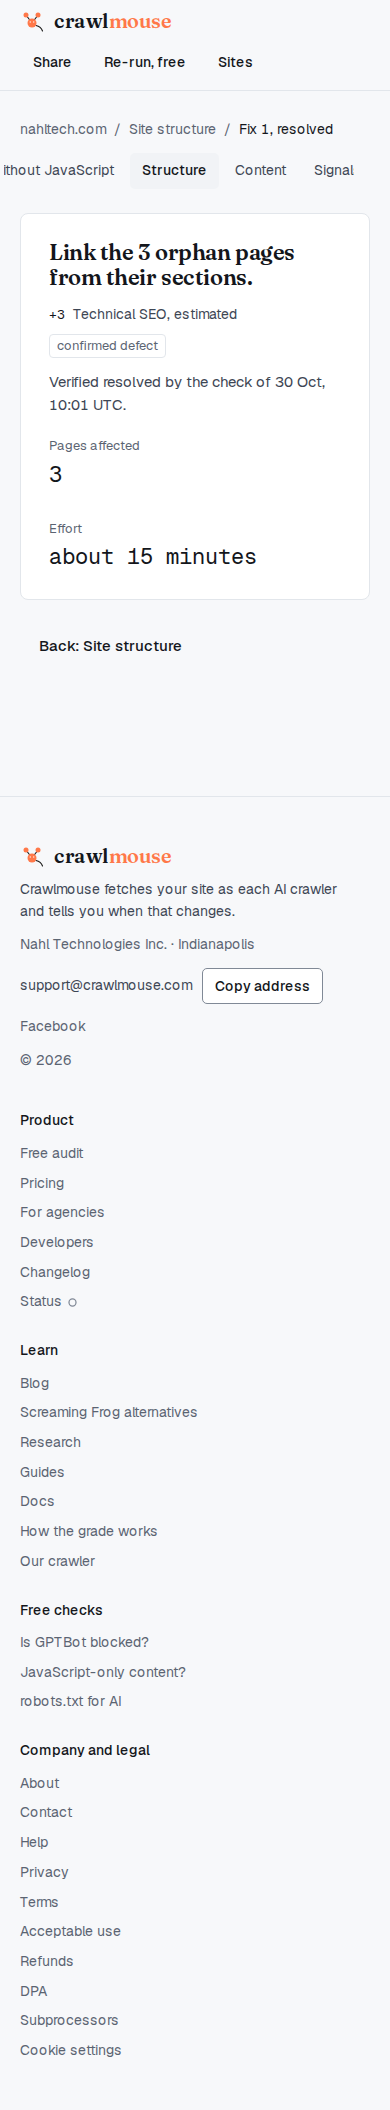 crawlmouse
Share Re-run, free Sites
nahltech.com / Site structure / Fix 1, resolved
ithout JavaScript Structure Content Signal
Link the 3 orphan pages
from their sections.
+3 Technical SEO, estimated
confirmed defect
Verified resolved by the check of 30 Oct,
10:01 UTC.
Pages affected
3
Effort
about 15 minutes
Back: Site structure
crawlmouse
Crawlmouse fetches your site as each AI crawler
and tells you when that changes.
Nahl Technologies Inc. · Indianapolis
support@crawlmouse.com Copy address
Facebook
© 2026
Product
Free audit
Pricing
For agencies
Developers
Changelog
Status
Learn
Blog
Screaming Frog alternatives
Research
Guides
Docs
How the grade works
Our crawler
Free checks
Is GPTBot blocked?
JavaScript-only content?
robots.txt for AI
Company and legal
About
Contact
Help
Privacy
Terms
Acceptable use
Refunds
DPA
Subprocessors
Cookie settings